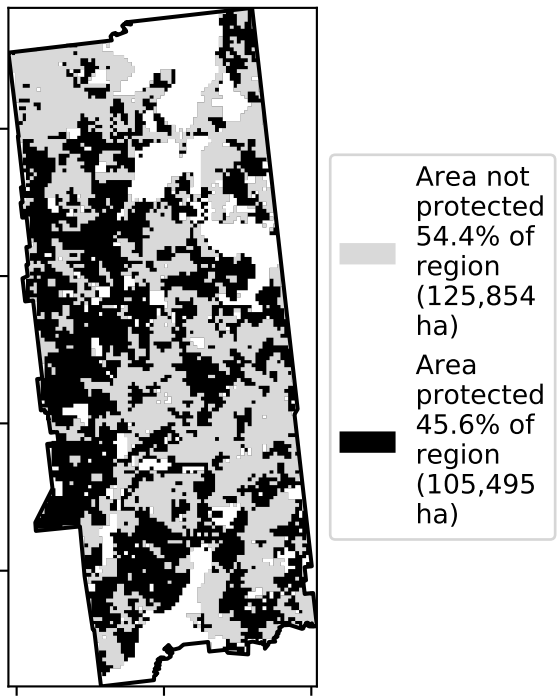 Area not
protected
54.4% of
region
(125,854
ha)
Area
protected
45.6% of
region
(105,495
ha)